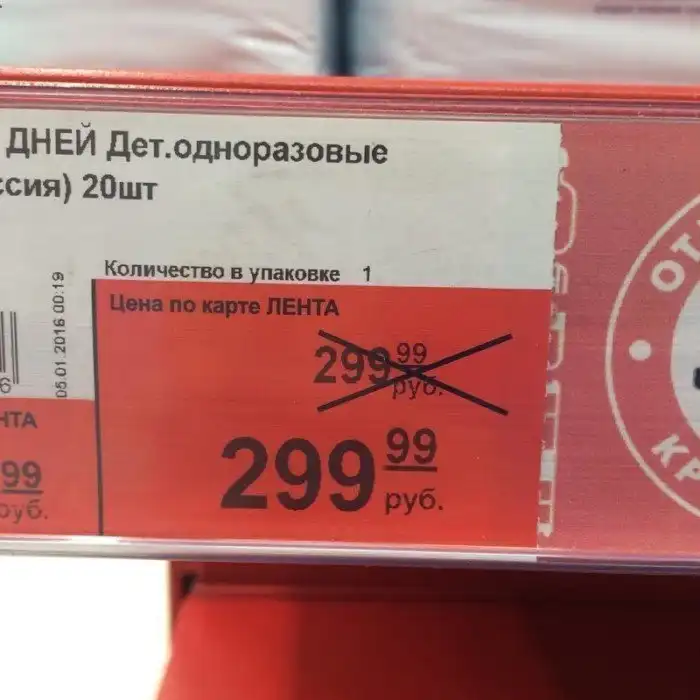 ДНЕЙ Дет.одноразовые
ссия) 20шт
Количество в упаковке 1
05.01.2016 00:19
6
Цена по карте ЛЕНТА
299 99
руб.
НТА
99
руб.
299 99
руб.